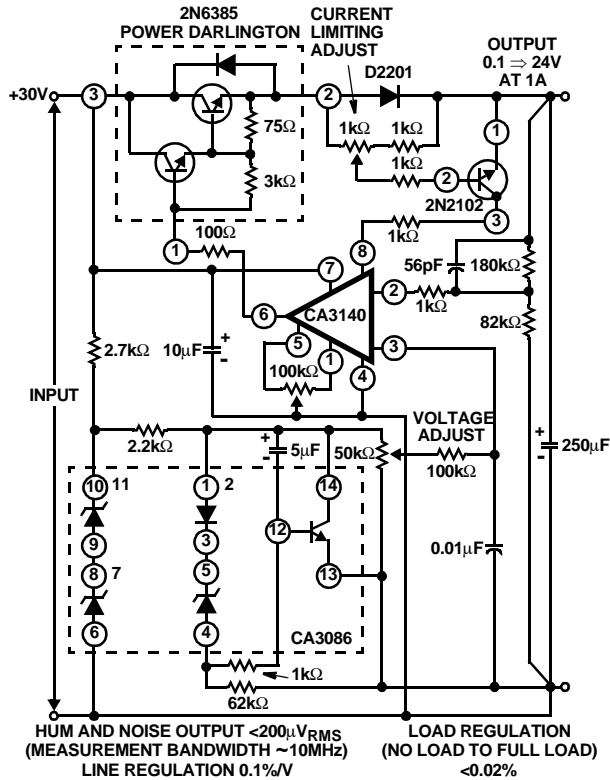 2N6385
POWER DARLINGTON
CURRENT
LIMITING
ADJUST
OUTPUT
0.1 ⇒ 24V
AT 1A
D2201
+30V
3
2
1
75Ω
1kΩ
1kΩ
1kΩ
3kΩ
2
2N2102
3
1
100Ω
8
1kΩ
7
56pF
180kΩ
2
1kΩ
6
CA3140
5
3
82kΩ
1
4
2.7kΩ
10μF
+
-
100kΩ
INPUT
VOLTAGE
ADJUST
2.2kΩ
+
-
5μF
50kΩ
100kΩ
+
-
250μF
10
11
1
2
14
12
9
3
8
7
5
13
0.01μF
6
4
CA3086
1kΩ
62kΩ
HUM AND NOISE OUTPUT <200μVRMS
(MEASUREMENT BANDWIDTH ~10MHz)
LINE REGULATION 0.1%/V
LOAD REGULATION
(NO LOAD TO FULL LOAD)
<0.02%